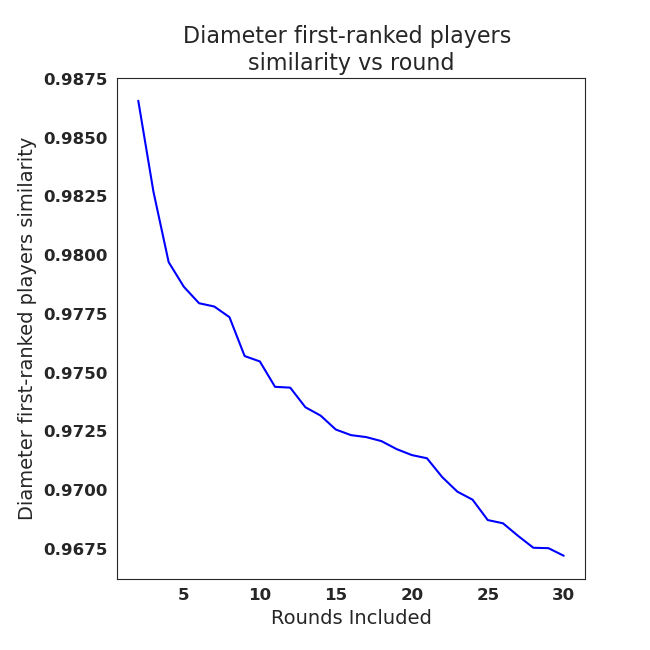 Diameter first-ranked players
similarity vs round
0.9875
0.9850
0.9825
0.9800
0.9775
0.9750
0.9725
0.9700
0.9675
Diameter first-ranked players similarity
5 10 15 20 25 30
Rounds Included